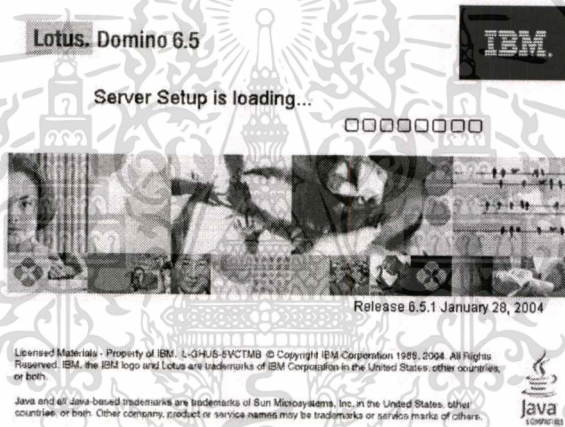 Lotus. Domino 6.5
IBM.
Server Setup is loading...
Release 6.5.1 January 28, 2004
Licensed Materials - Property of IBM. L-GHUS-5VCTMB © Copyright IBM Corporation 1985, 2004. All Rights
Reserved. IBM, the IBM logo and Lotus are trademarks of IBM Corporation in the United States, other countries,
or both.
Java and all Java-based trademarks are trademarks of Sun Microsystems, Inc. in the United States, other
countries, or both. Other company, product or service names may be trademarks or service marks of others.
Java
COMPATIBLE